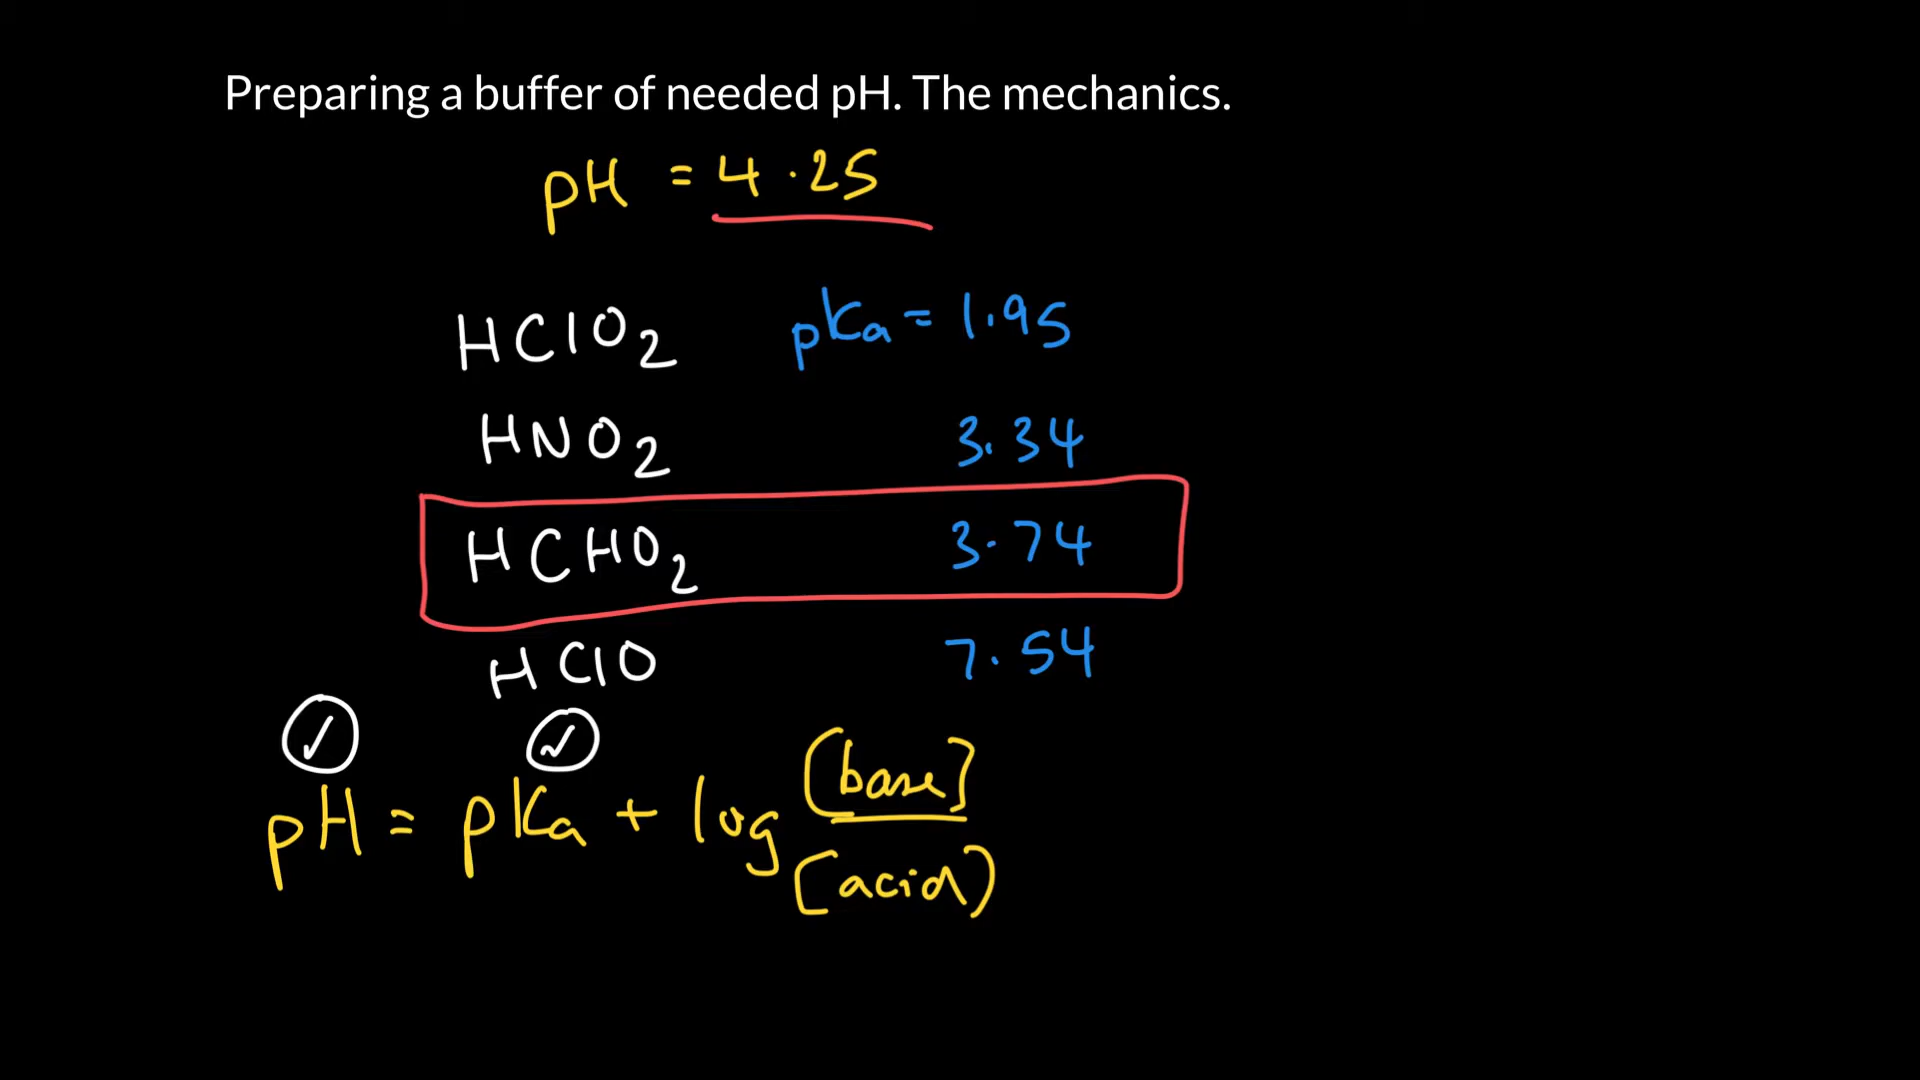 Preparing a buffer of needed pH. The mechanics.
pH = 4.25
HClO2 pKa = 1.95
HNO2 3.34
HCHO2 3.74
HClO 7.54
✓ ✓
pH = pKa + log [base]
[acid]